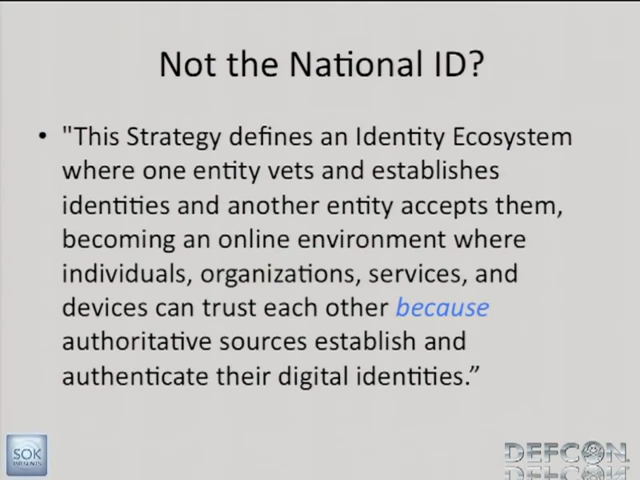 Not the National ID?
• "This Strategy defines an Identity Ecosystem
where one entity vets and establishes
identities and another entity accepts them,
becoming an online environment where
individuals, organizations, services, and
devices can trust each other because
authoritative sources establish and
authenticate their digital identities.”
SOK
PRESENTS
DEFCON